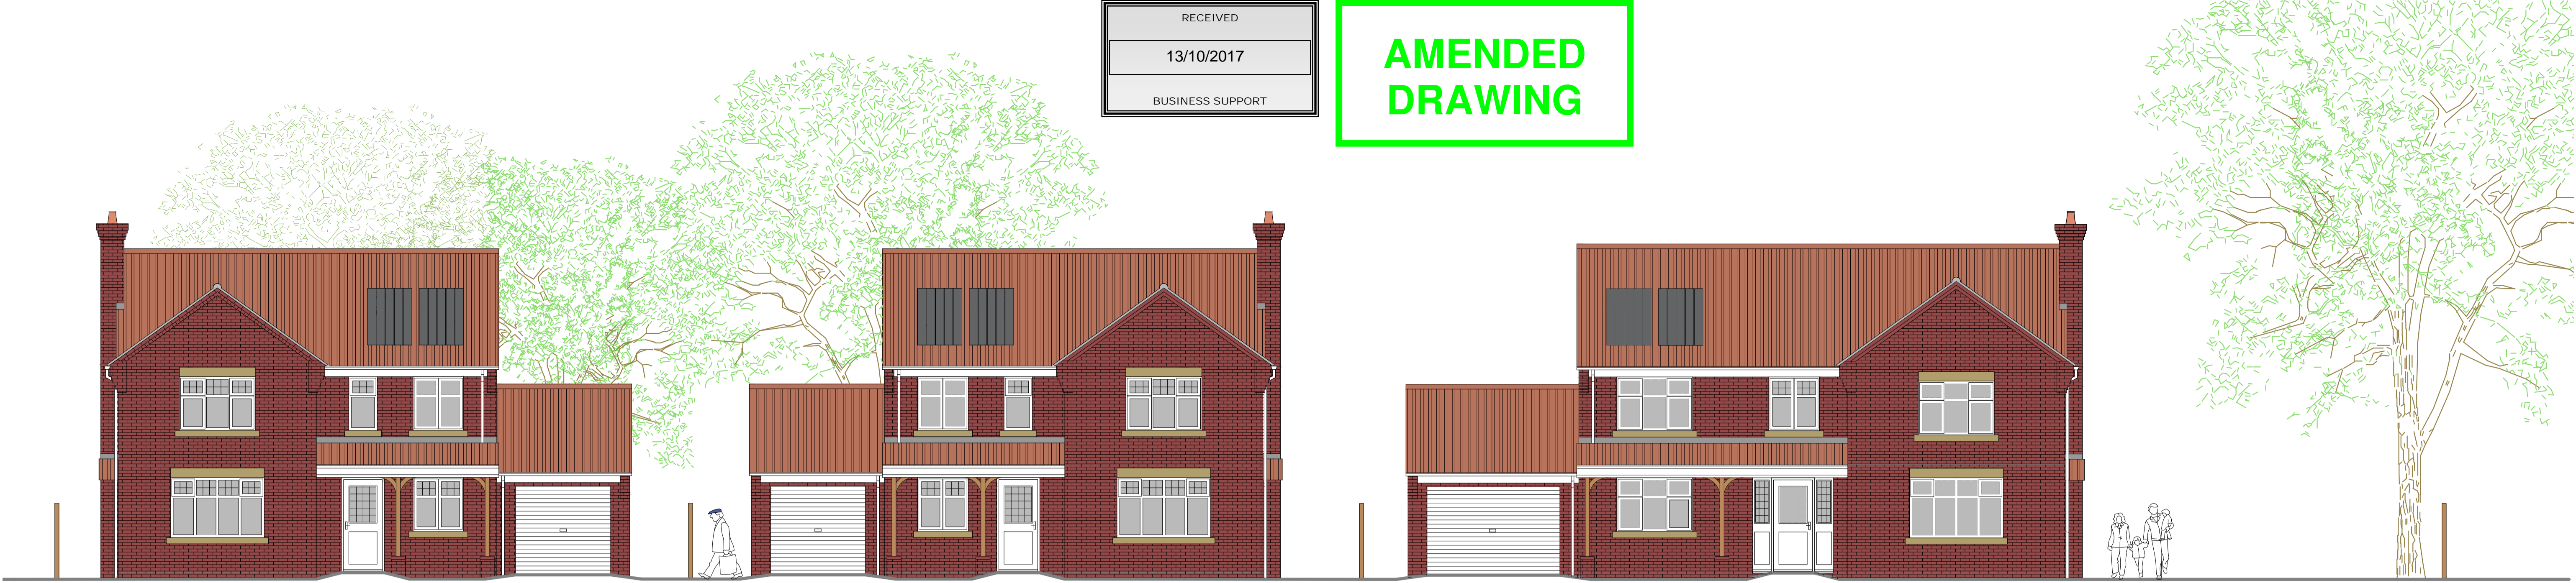 RECEIVED
13/10/2017
BUSINESS SUPPORT
AMENDED
DRAWING